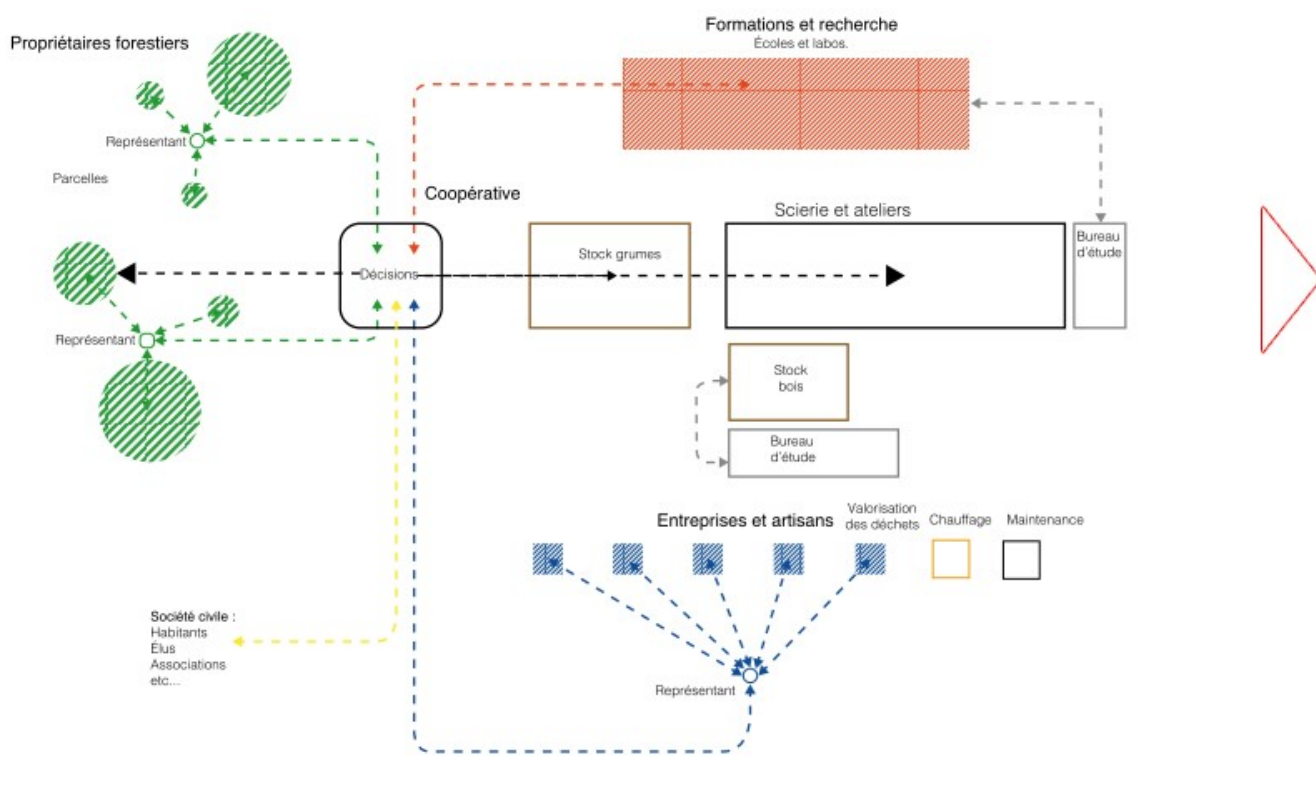 Formations et recherche
Écoles et labos.
Propriétaires forestiers
Représentant
Parcelles
Coopérative
Scierie et ateliers
Décisions
Stock grumes
Bureau
d'étude
Représentant
Stock
bois
Bureau
d'étude
Entreprises et artisans
Valorisation
des déchets
Chauffage
Maintenance
Société civile :
Habitants
Élus
Associations
etc...
Représentant